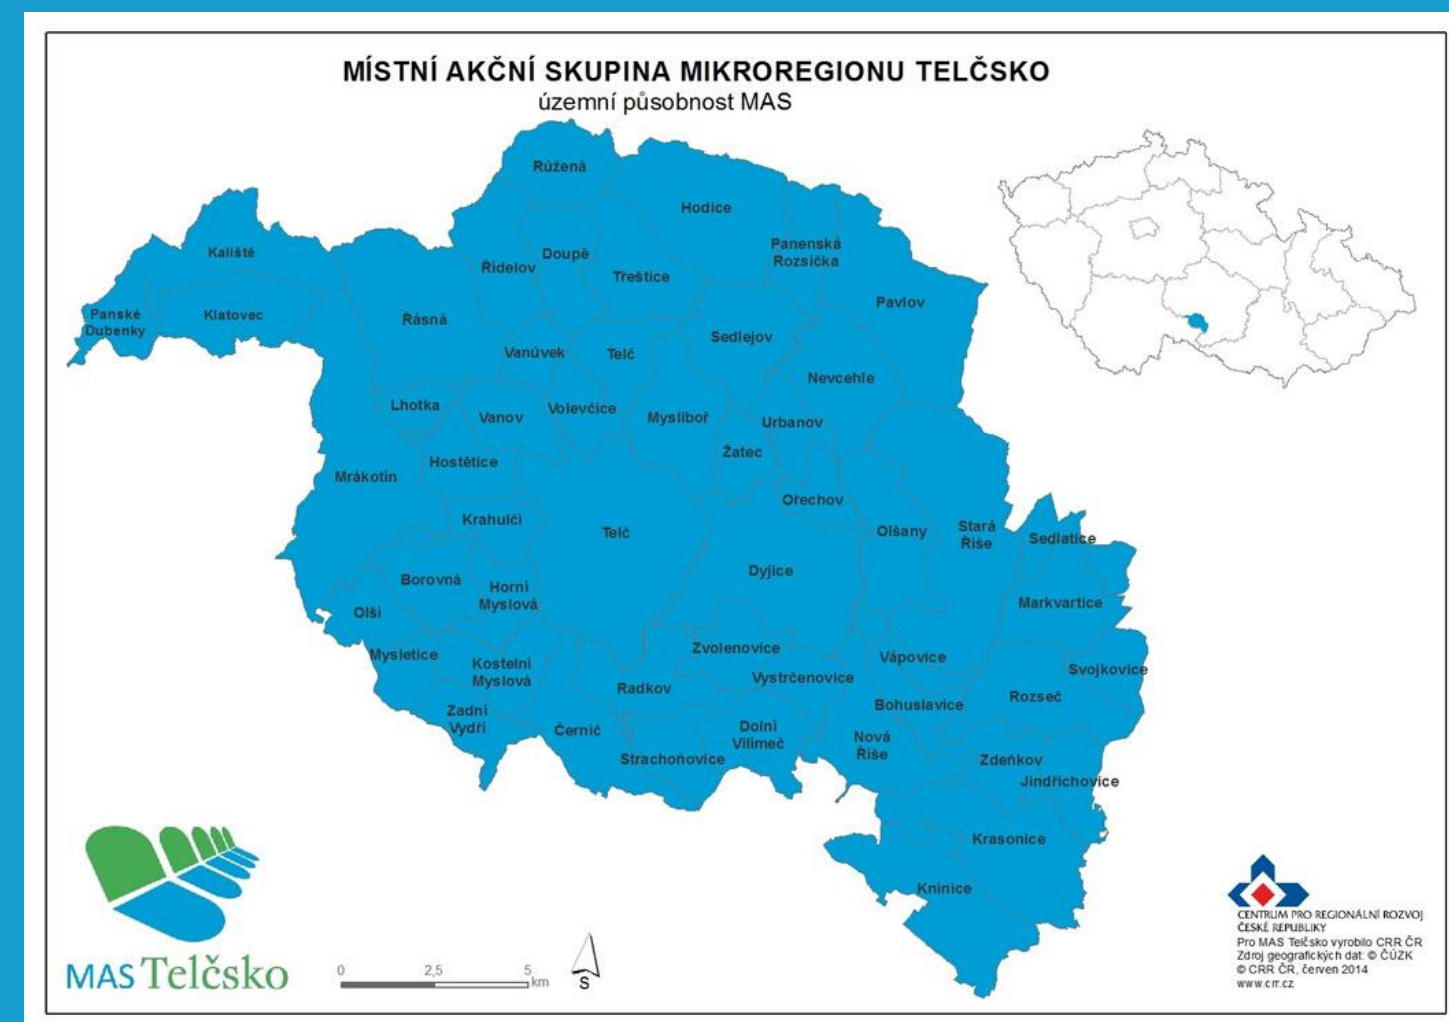 MÍSTNÍ AKČNÍ SKUPINA MIKROREGIONU TELČSKO
územní působnost MAS
Růžená
Hodice
Kaliště
Doupě
Panenská
Rozsíčka
Řídelov
Třeštice
Pavlov
Panské
Dubenky
Klatovec
Řásná
Sedlejov
Vanůvek
Telč
Nevcehle
Lhotka
Vanov
Volevčice
Mysliboř
Urbanov
Žatec
Hostětice
Mrákotín
Ořechov
Krahulčí
Telč
Olšany
Stará
Říše
Sedlatice
Dyjice
Borovná
Horní
Myslová
Markvartice
Olší
Mysletice
Zvolenovice
Vápovice
Kostelní
Myslová
Svojkovice
Vystrčenovice
Radkov
Rozseč
Bohuslavice
Zadní
Vydří
Černíč
Dolní
Vilímeč
Nová
Říše
Strachoňovice
Zdeňkov
Jindřichovice
Krasonice
Knínice
MAS Telčsko
0 2,5 5
km
S
CENTRUM PRO REGIONÁLNÍ ROZVOJ
ČESKÉ REPUBLIKY
Pro MAS Telčsko vyrobilo CRR ČR
Zdroj geografických dat: © ČÚZK
© CRR ČR, červen 2014
www.crr.cz